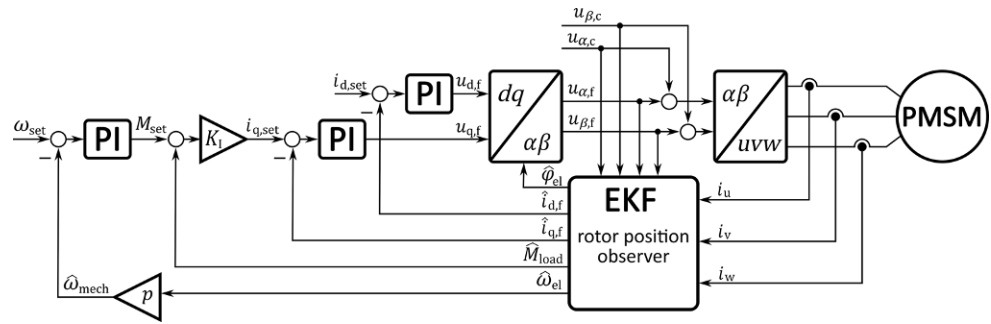 u_β,c
u_α,c
i_d,set
PI
u_d,f
dq
αβ
u_α,f
u_β,f
αβ
uvw
PMSM
ω_set
PI
M_set
K_I
i_q,set
PI
u_q,f
φ̂_el
î_d,f
î_q,f
M̂_load
ω̂_el
EKF
rotor position
observer
i_u
i_v
i_w
ω̂_mech
p